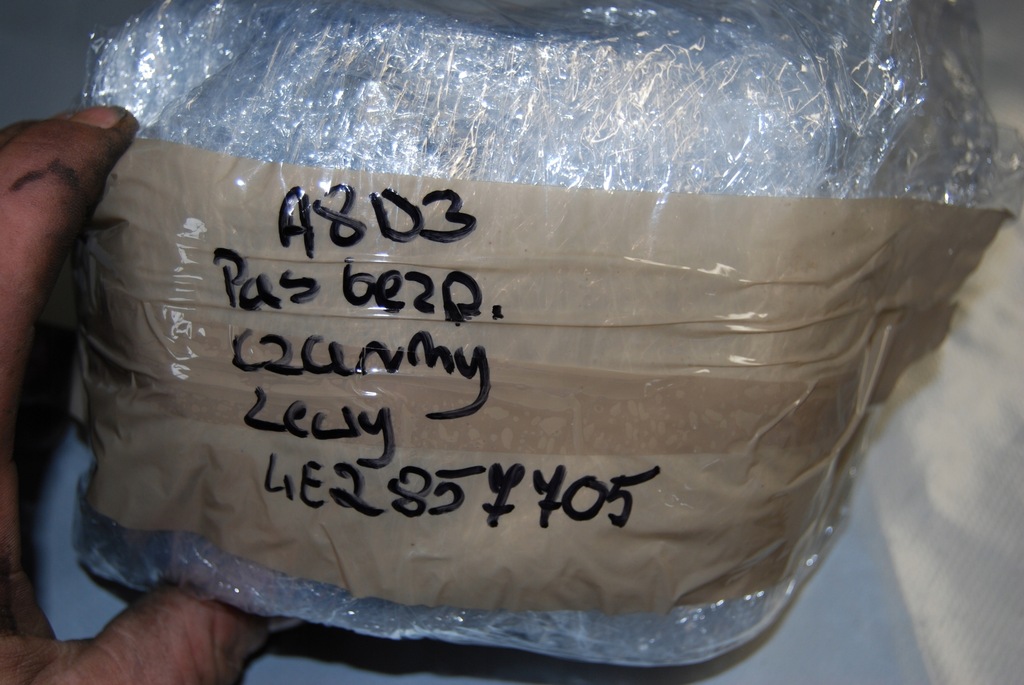 A8D3
Pas bezp.
czarny
Lewy
4E2857705